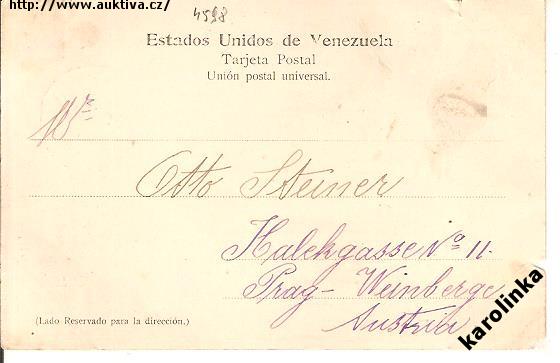 http://www.auktiva.cz/
4598
Estados Unidos de Venezuela
Tarjeta Postal
Unión postal universal.
Mr.
Otto Steiner
Halekgasse No 11.
Prag - Weinberge
Austria
(Lado Reservado para la dirección.)
karolinka